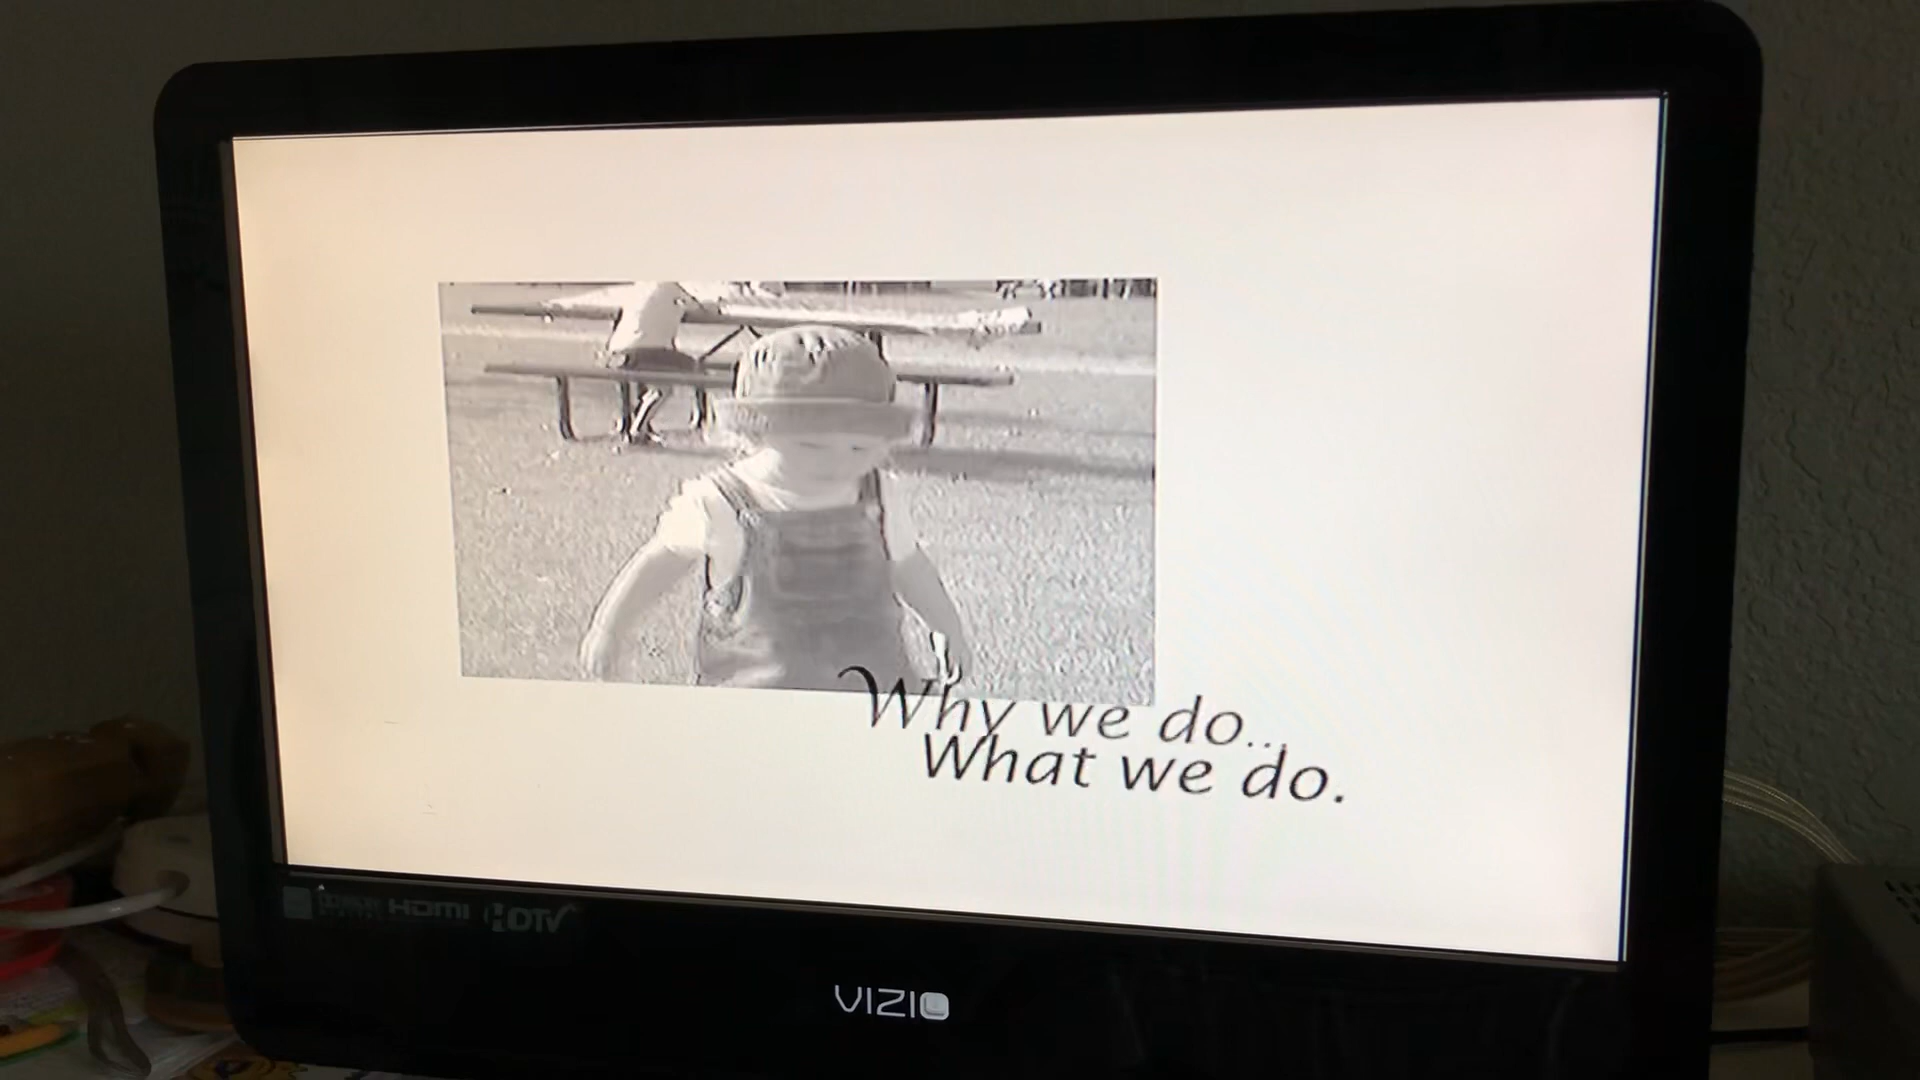 Why we do...
What we do.
HDMI HDTV
VIZIO